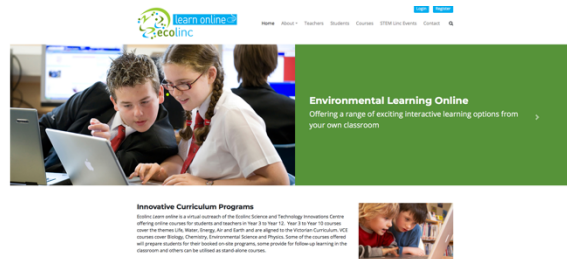 Login Register
learn online
ecolinc
Home About Teachers Students Courses STEM Linc Events Contact
Environmental Learning Online
Offering a range of exciting interactive learning options from
your own classroom
Innovative Curriculum Programs
Ecolinc Learn online is a virtual outreach of the Ecolinc Science and Technology Innovations Centre
offering online courses for students and teachers in Year 3 to Year 12. Year 3 to Year 10 courses
cover the themes Life, Water, Energy, Air and Earth and are aligned to the Victorian Curriculum. VCE
courses cover Biology, Chemistry, Environmental Science and Physics. Some of the courses offered
will prepare students for their booked on-site programs, some provide for follow-up learning in the
classroom and others can be utilised as stand-alone courses.